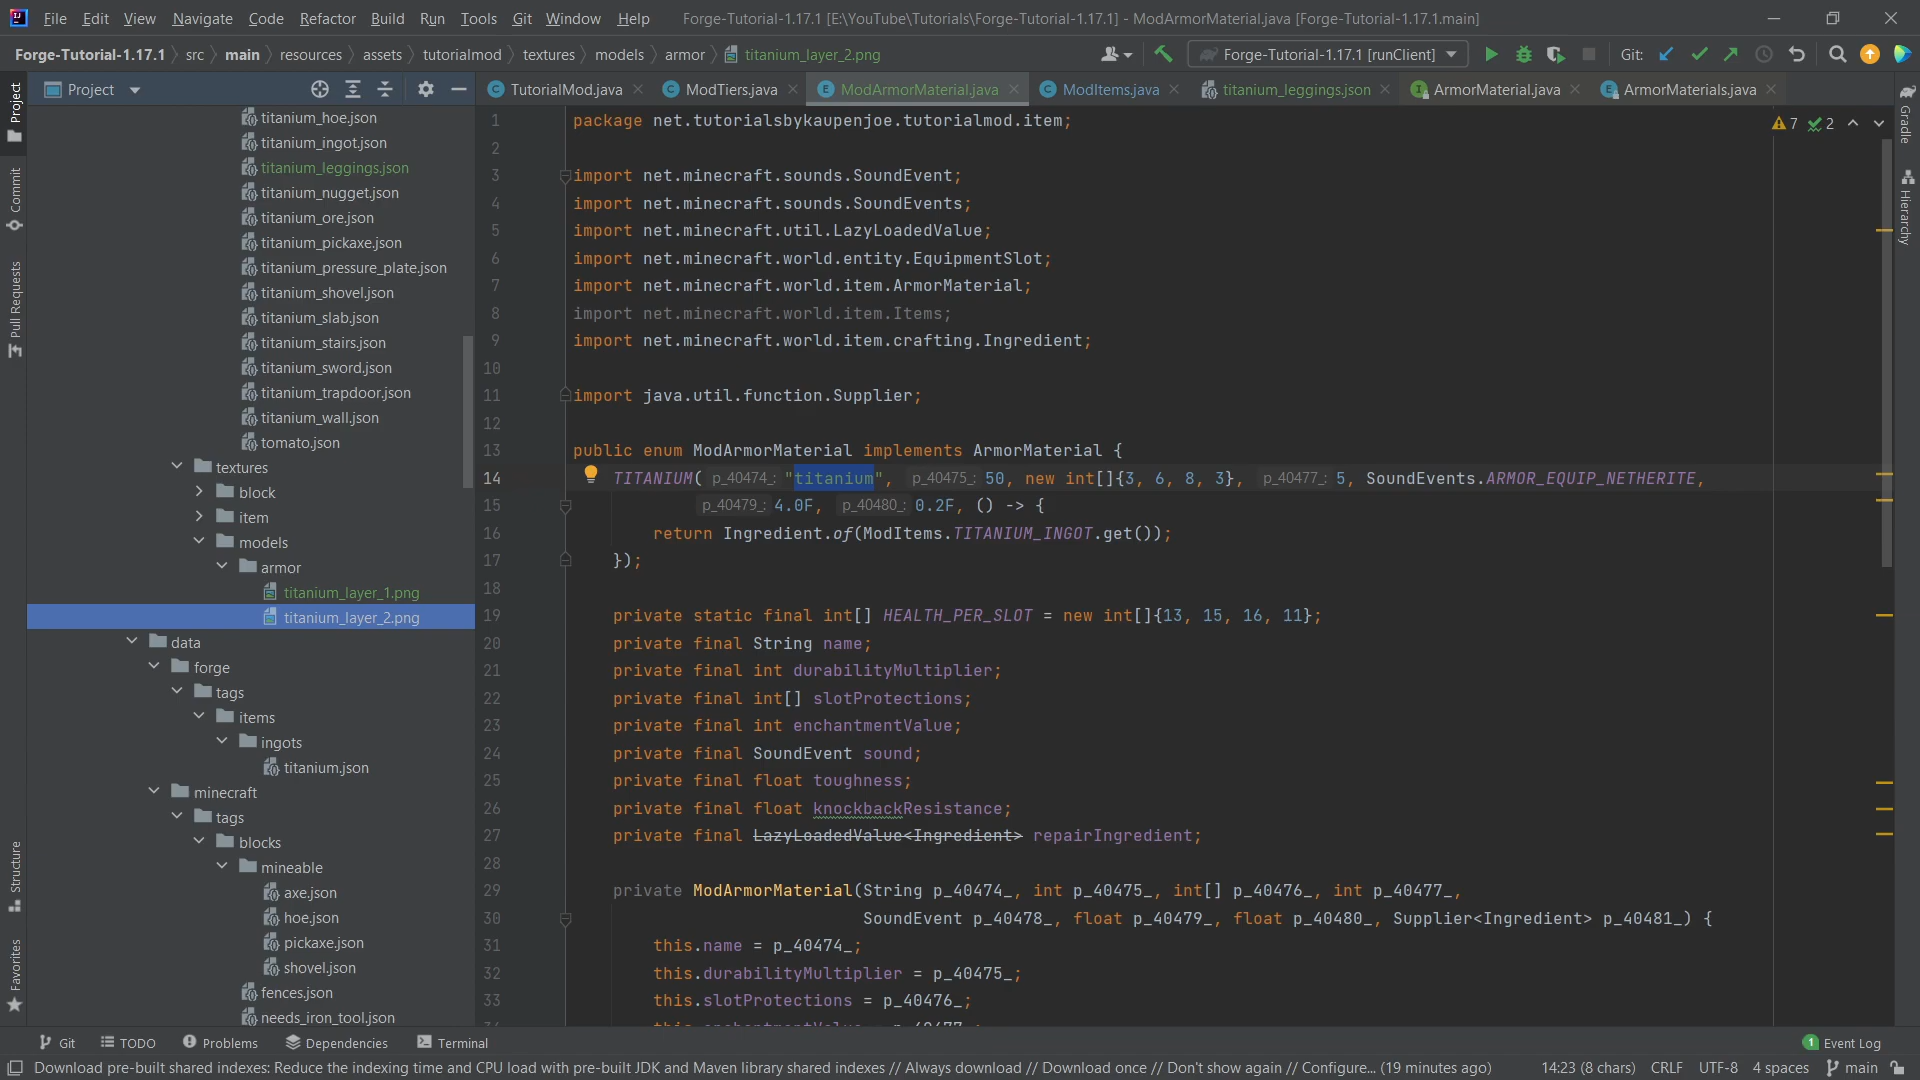 File Edit View Navigate Code Refactor Build Run Tools Git Window Help Forge-Tutorial-1.17.1 [E:\YouTube\Tutorials\Forge-Tutorial-1.17.1] - ModArmorMaterial.java [Forge-Tutorial-1.17.1.main]
Forge-Tutorial-1.17.1 src main resources assets tutorialmod textures models armor titanium_layer_2.png Forge-Tutorial-1.17.1 [runClient] Git:
Project
TutorialMod.java ModTiers.java ModArmorMaterial.java ModItems.java titanium_leggings.json ArmorMaterial.java ArmorMaterials.java
Project
Commit
Pull Requests
Structure
Favorites
titanium_hoe.json
titanium_ingot.json
titanium_leggings.json
titanium_nugget.json
titanium_ore.json
titanium_pickaxe.json
titanium_pressure_plate.json
titanium_shovel.json
titanium_slab.json
titanium_stairs.json
titanium_sword.json
titanium_trapdoor.json
titanium_wall.json
tomato.json
textures
block
item
models
armor
titanium_layer_1.png
titanium_layer_2.png
data
forge
tags
items
ingots
titanium.json
minecraft
tags
blocks
mineable
axe.json
hoe.json
pickaxe.json
shovel.json
fences.json
needs_iron_tool.json
1 package net.tutorialsbykaupenjoe.tutorialmod.item;
2
3 import net.minecraft.sounds.SoundEvent;
4 import net.minecraft.sounds.SoundEvents;
5 import net.minecraft.util.LazyLoadedValue;
6 import net.minecraft.world.entity.EquipmentSlot;
7 import net.minecraft.world.item.ArmorMaterial;
8 import net.minecraft.world.item.Items;
9 import net.minecraft.world.item.crafting.Ingredient;
10
11 import java.util.function.Supplier;
12
13 public enum ModArmorMaterial implements ArmorMaterial {
14 TITANIUM( p_40474_: "titanium", p_40475_: 50, new int[]{3, 6, 8, 3}, p_40477_: 5, SoundEvents.ARMOR_EQUIP_NETHERITE,
15 p_40479_: 4.0F, p_40480_: 0.2F, () -> {
16 return Ingredient.of(ModItems.TITANIUM_INGOT.get());
17 });
18
19 private static final int[] HEALTH_PER_SLOT = new int[]{13, 15, 16, 11};
20 private final String name;
21 private final int durabilityMultiplier;
22 private final int[] slotProtections;
23 private final int enchantmentValue;
24 private final SoundEvent sound;
25 private final float toughness;
26 private final float knockbackResistance;
27 private final LazyLoadedValue<Ingredient> repairIngredient;
28
29 private ModArmorMaterial(String p_40474_, int p_40475_, int[] p_40476_, int p_40477_,
30 SoundEvent p_40478_, float p_40479_, float p_40480_, Supplier<Ingredient> p_40481_) {
31 this.name = p_40474_;
32 this.durabilityMultiplier = p_40475_;
33 this.slotProtections = p_40476_;
7 2
Gradle
Hierarchy
Git TODO Problems Dependencies Terminal 1 Event Log
Download pre-built shared indexes: Reduce the indexing time and CPU load with pre-built JDK and Maven library shared indexes // Always download // Download once // Don't show again // Configure... (19 minutes ago) 14:23 (8 chars) CRLF UTF-8 4 spaces main